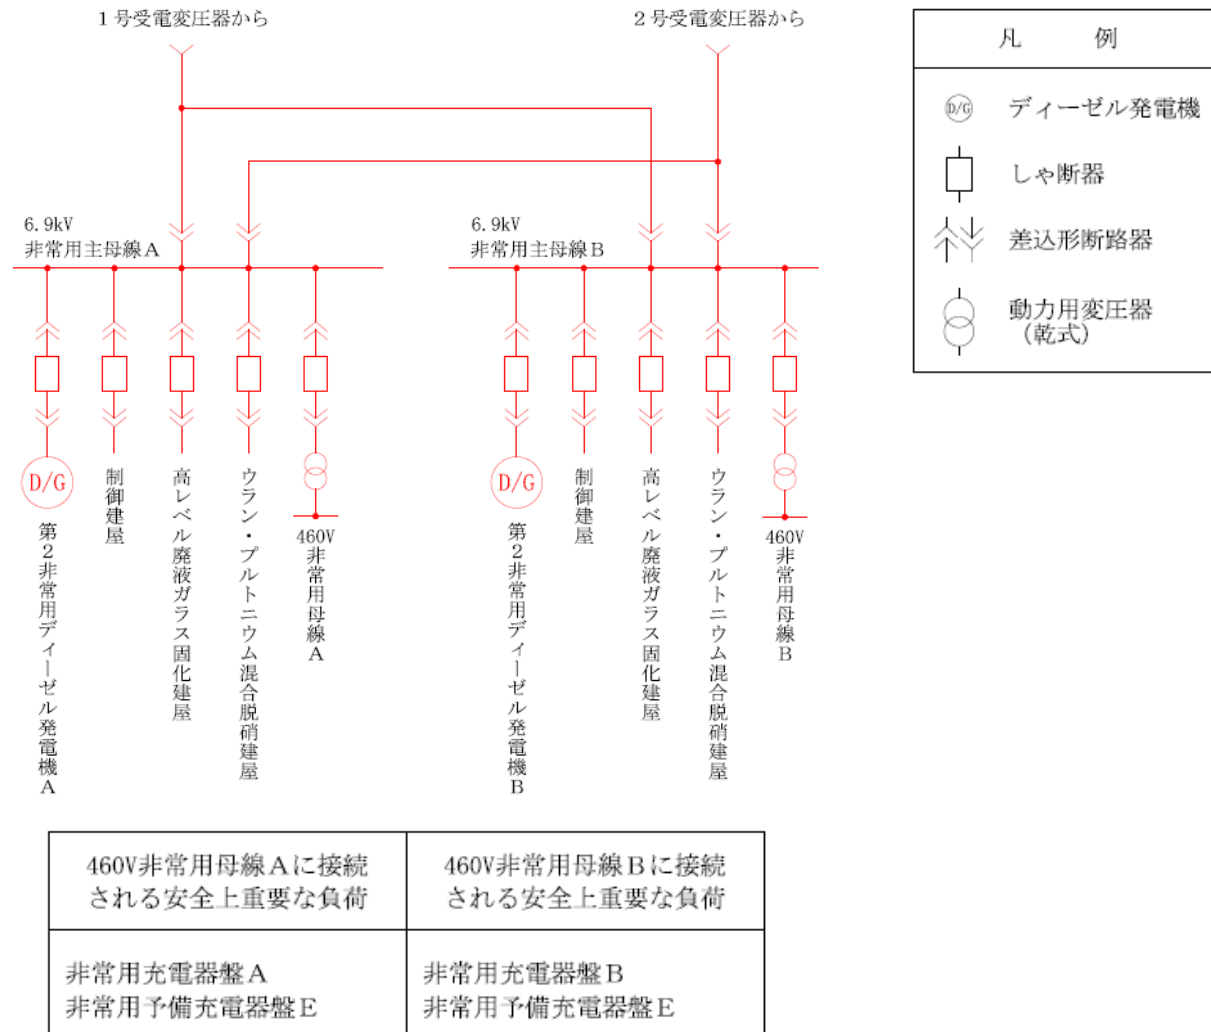 1号受電変圧器から
2号受電変圧器から
凡 例
D/G ディーゼル発電機
しゃ断器
差込形断路器
動力用変圧器
（乾式）
6.9kV
非常用主母線A
6.9kV
非常用主母線B
D/G
第2非常用ディーゼル発電機A
制御建屋
高レベル廃液ガラス固化建屋
ウラン・プルトニウム混合脱硝建屋
460V
非常用母線A
D/G
第2非常用ディーゼル発電機B
制御建屋
高レベル廃液ガラス固化建屋
ウラン・プルトニウム混合脱硝建屋
460V
非常用母線B
460V非常用母線Aに接続
される安全上重要な負荷
460V非常用母線Bに接続
される安全上重要な負荷
非常用充電器盤A
非常用予備充電器盤E
非常用充電器盤B
非常用予備充電器盤E